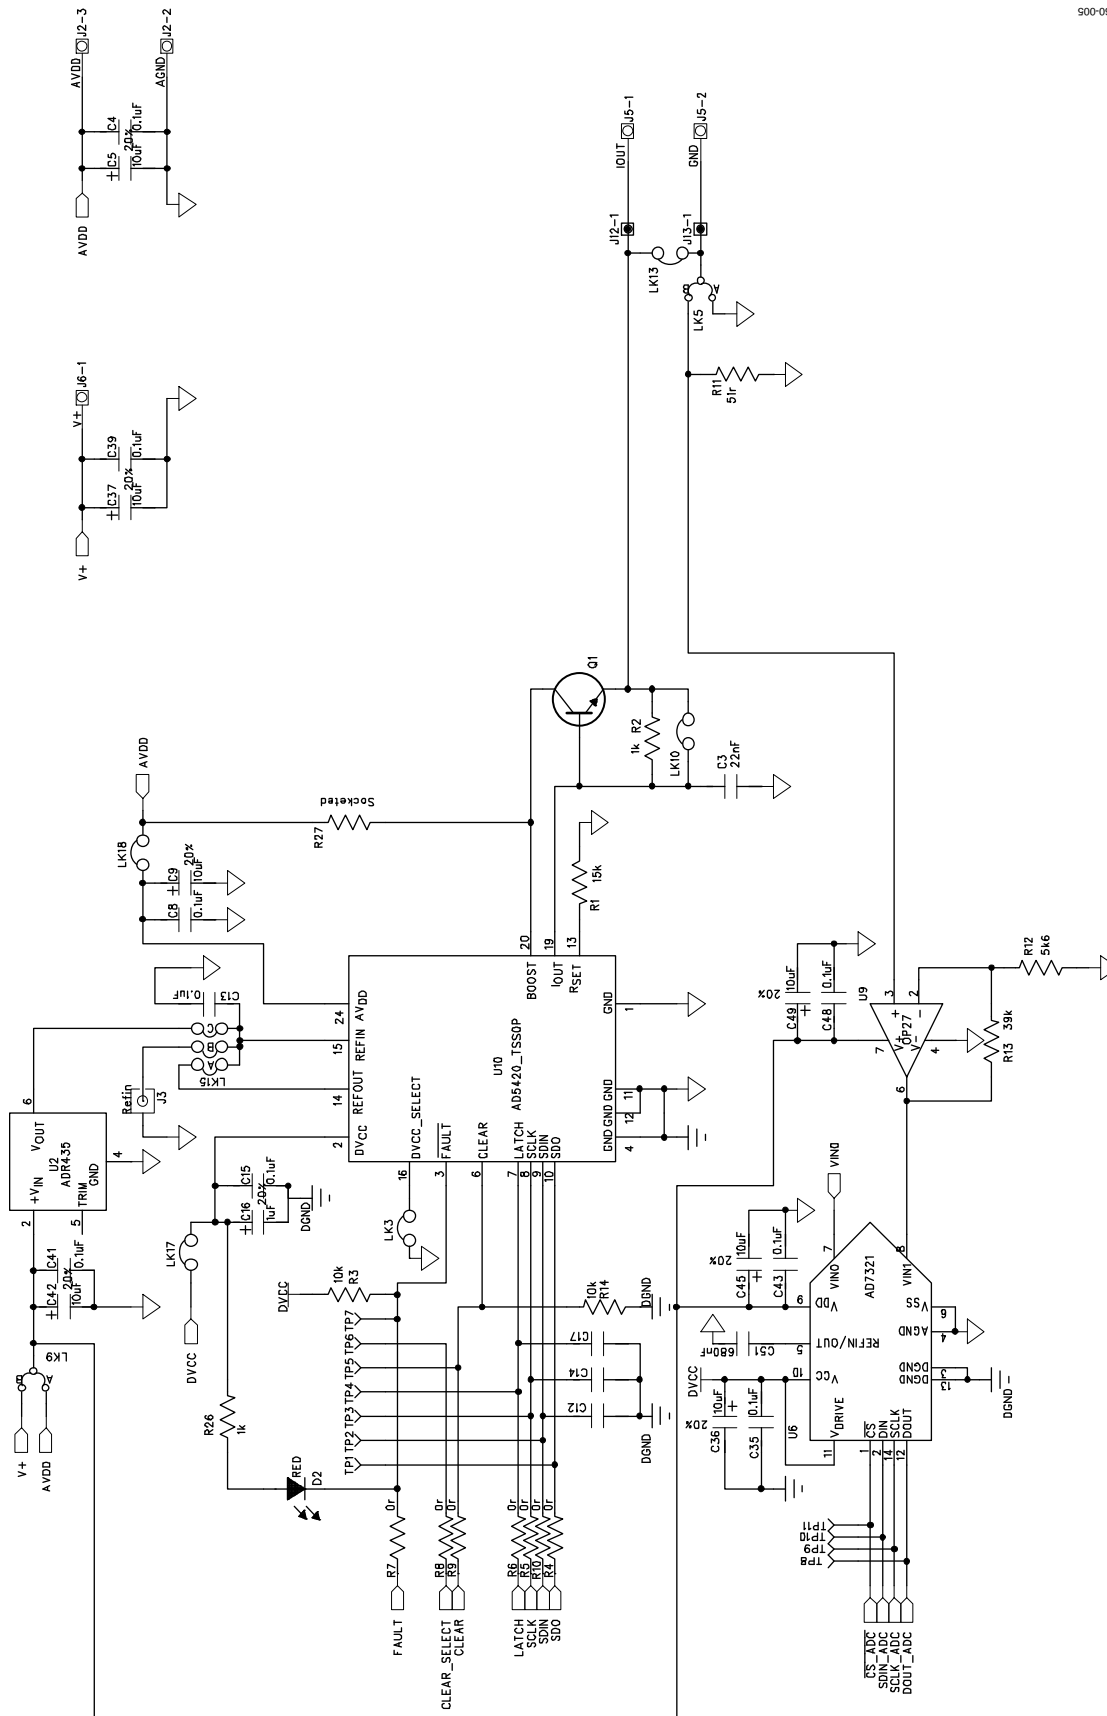 005
J2-3
J2-2
AVDD
AGND
C4
0.1uF
20%
+ C5
10uF
AVDD
J5-1
J5-2
IOUT
GND
J12-1
J13-1
LK13
LK5
A
B
R11
51r
J6-1
V+
C39
0.1uF
20%
+ C37
10uF
V+
Q1
R2
1k
LK10
C3
22nF
AVDD
LK18
R27
Socketed
20%
+ C9
10uF
C8
0.1uF
R1
15k
20
19
13
BOOST
IOUT
RSET
GND
1
U10
AD5420_TSSOP
24
AVDD
15
REFIN
14
REFOUT
2
DVCC
16
DVCC_SELECT
3
FAULT
6
CLEAR
7
LATCH
8
SCLK
9
SDIN
10
SDO
GND
11
GND
12
GND
4
C13
0.1uF
C
B
A
LK15
Refin
J3
6
VOUT
U2
ADR435
+VIN
TRIM
GND
4
2
5
C41
0.1uF
20%
+ C42
10uF
LK9
B
A
V+
AVDD
C15
0.1uF
20%
+ C16
1uF
DGND
LK17
DVCC
R26
1k
RED
D2
LK3
DVCC
10k
R3
TP7
TP6
TP5
TP4
TP3
TP2
TP1
10k
R14
DGND
C17
C14
C12
DGND
0r
R7
0r
R8
0r
R9
0r
R6
0r
R5
0r
R10
0r
R4
FAULT
CLEAR_SELECT
CLEAR
LATCH
SCLK
SDIN
SDO
R12
5k6
R13
39k
U9
OP27
3
+
2
-
V+
7
V-
4
6
20%
10uF
C49
+
0.1uF
C48
VIN0
7
VIN0
8
VIN1
AD7321
20%
10uF
C45
+
0.1uF
C43
9
VDD
5
REFIN/OUT
680nF
C51
10
VCC
DVCC
VSS
6
AGND
4
DGND
3
DGND
13
DGND
20%
10uF
C36
+
0.1uF
C35
U6
11
VDRIVE
1
CS
2
DIN
14
SCLK
12
DOUT
TP11
TP10
TP9
TP8
CS_ADC
SDIN_ADC
SCLK_ADC
DOUT_ADC